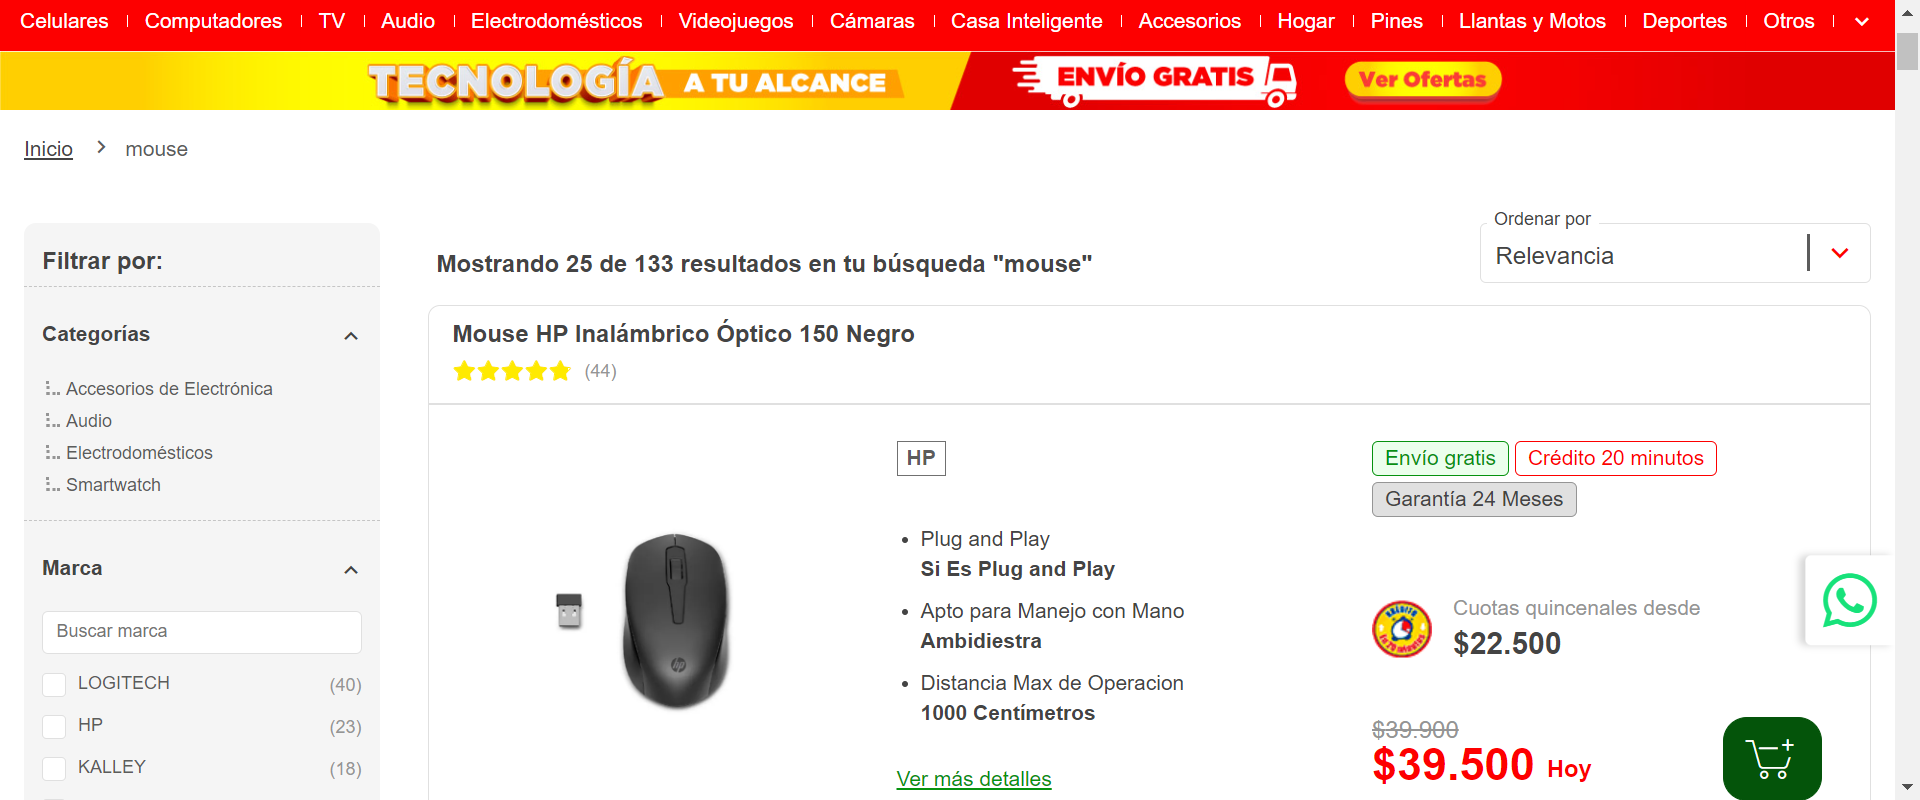 Celulares
Computadores
TV
Audio
Electrodomésticos
Videojuegos
Cámaras
Casa Inteligente
Accesorios
Hogar
Pines
Llantas y Motos
Deportes
Otros
TECNOLOGÍA A TU ALCANCE
ENVÍO GRATIS
Ver Ofertas
Inicio
mouse
Filtrar por:
Categorías
Accesorios de Electrónica
Audio
Electrodomésticos
Smartwatch
Marca
Buscar marca
LOGITECH (40)
HP (23)
KALLEY (18)
Mostrando 25 de 133 resultados en tu búsqueda "mouse"
Ordenar por
Relevancia
Mouse HP Inalámbrico Óptico 150 Negro
(44)
hp
HP
Plug and Play
Si Es Plug and Play
Apto para Manejo con Mano
Ambidiestra
Distancia Max de Operacion
1000 Centímetros
Ver más detalles
Envío gratis
Crédito 20 minutos
Garantía 24 Meses
Cuotas quincenales desde
$22.500
$39.900
$39.500 Hoy